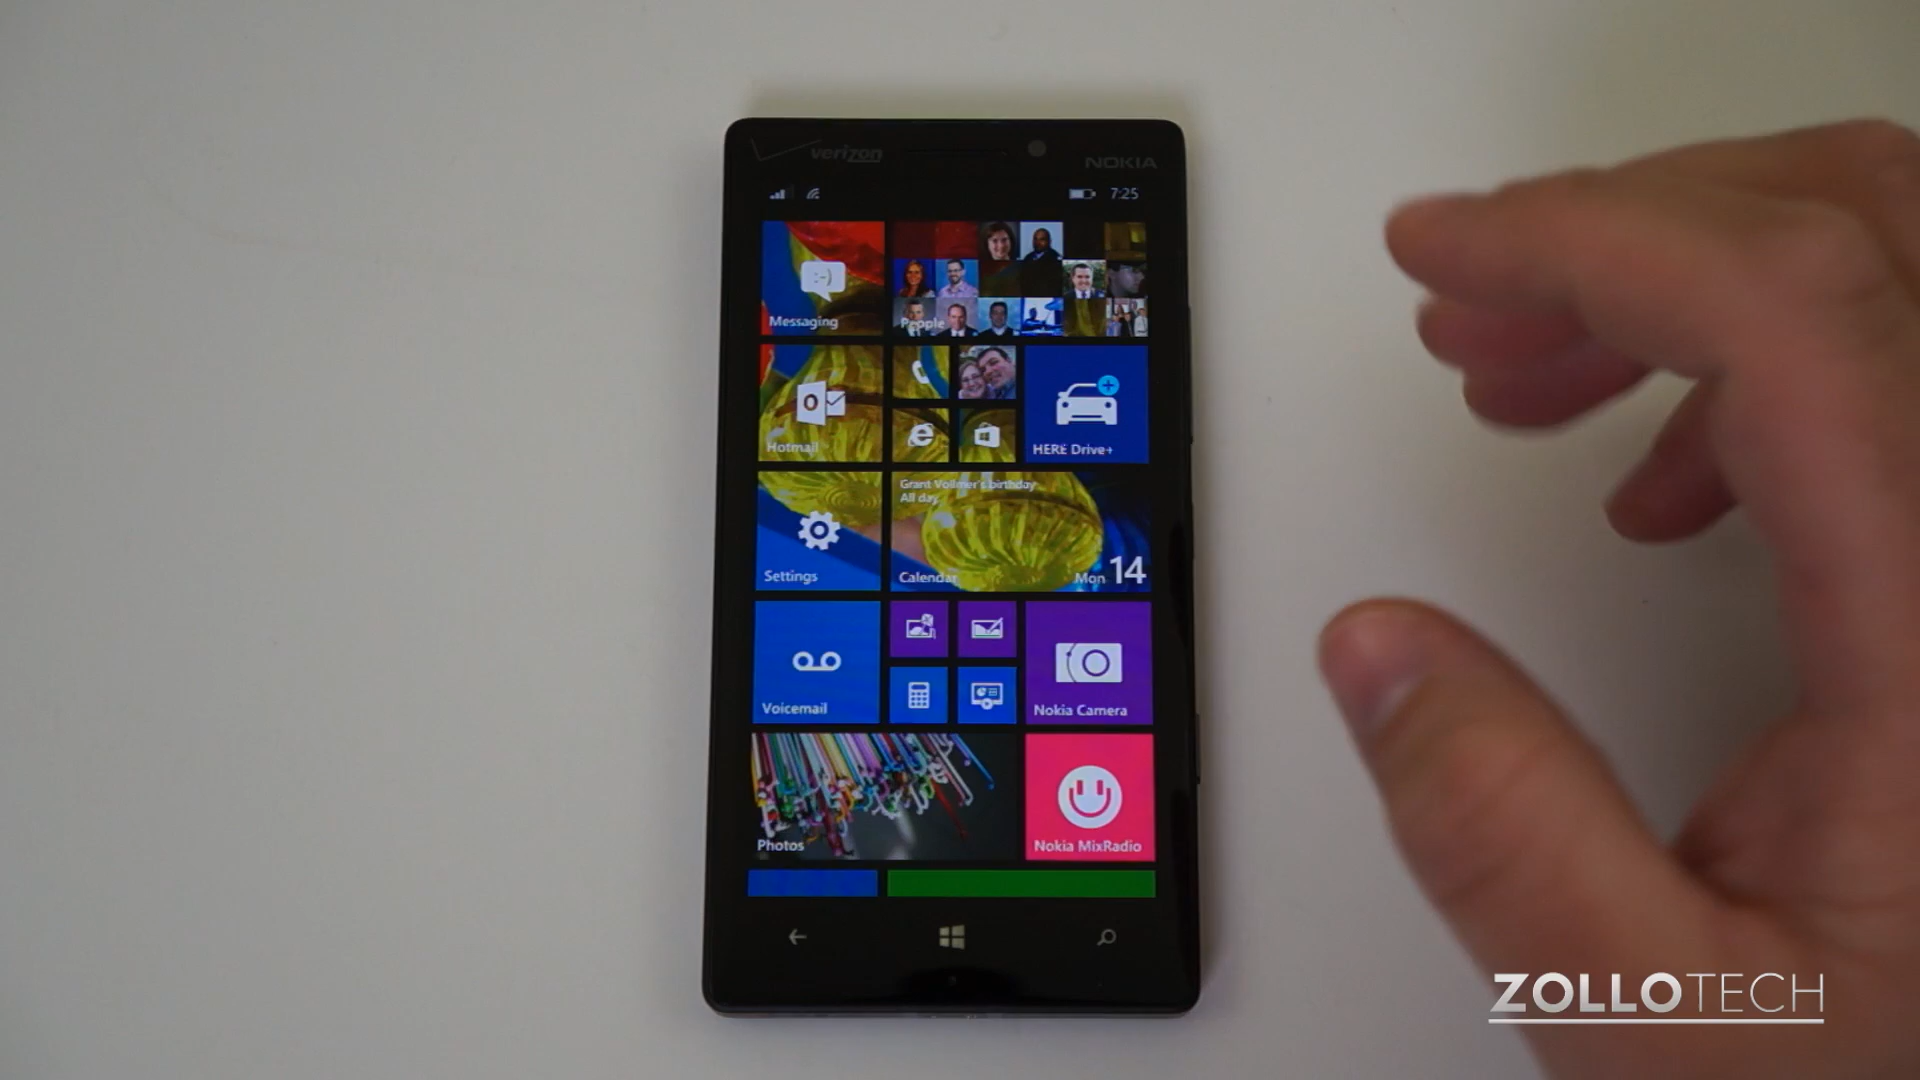 verizon
NOKIA
7:25
Messaging
People
Hotmail
HERE Drive+
Grant Vollmer's birthday
All day
Settings
Calendar
Mon 14
Voicemail
Nokia Camera
Photos
Nokia MixRadio
ZOLLOTECH